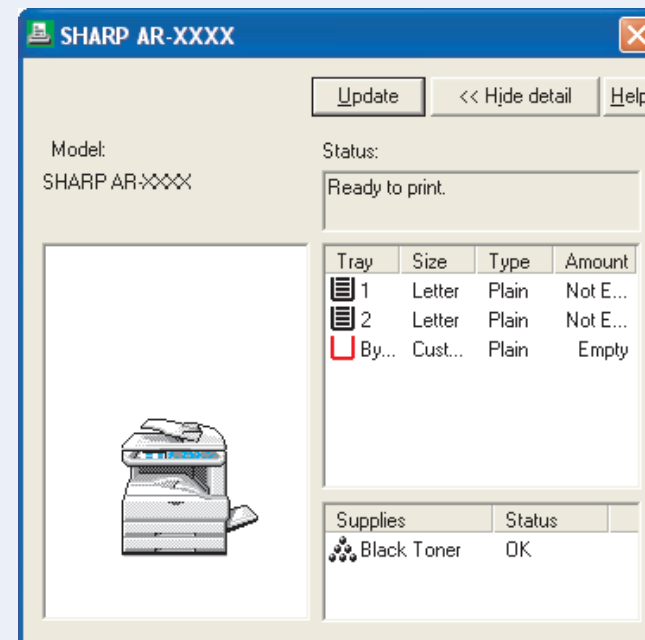 SHARP AR-XXXX
Update << Hide detail Help
Model: Status:
SHARP AR-XXXX Ready to print.
Tray Size Type Amount
1 Letter Plain Not E...
2 Letter Plain Not E...
By... Cust... Plain Empty
Supplies Status
Black Toner OK